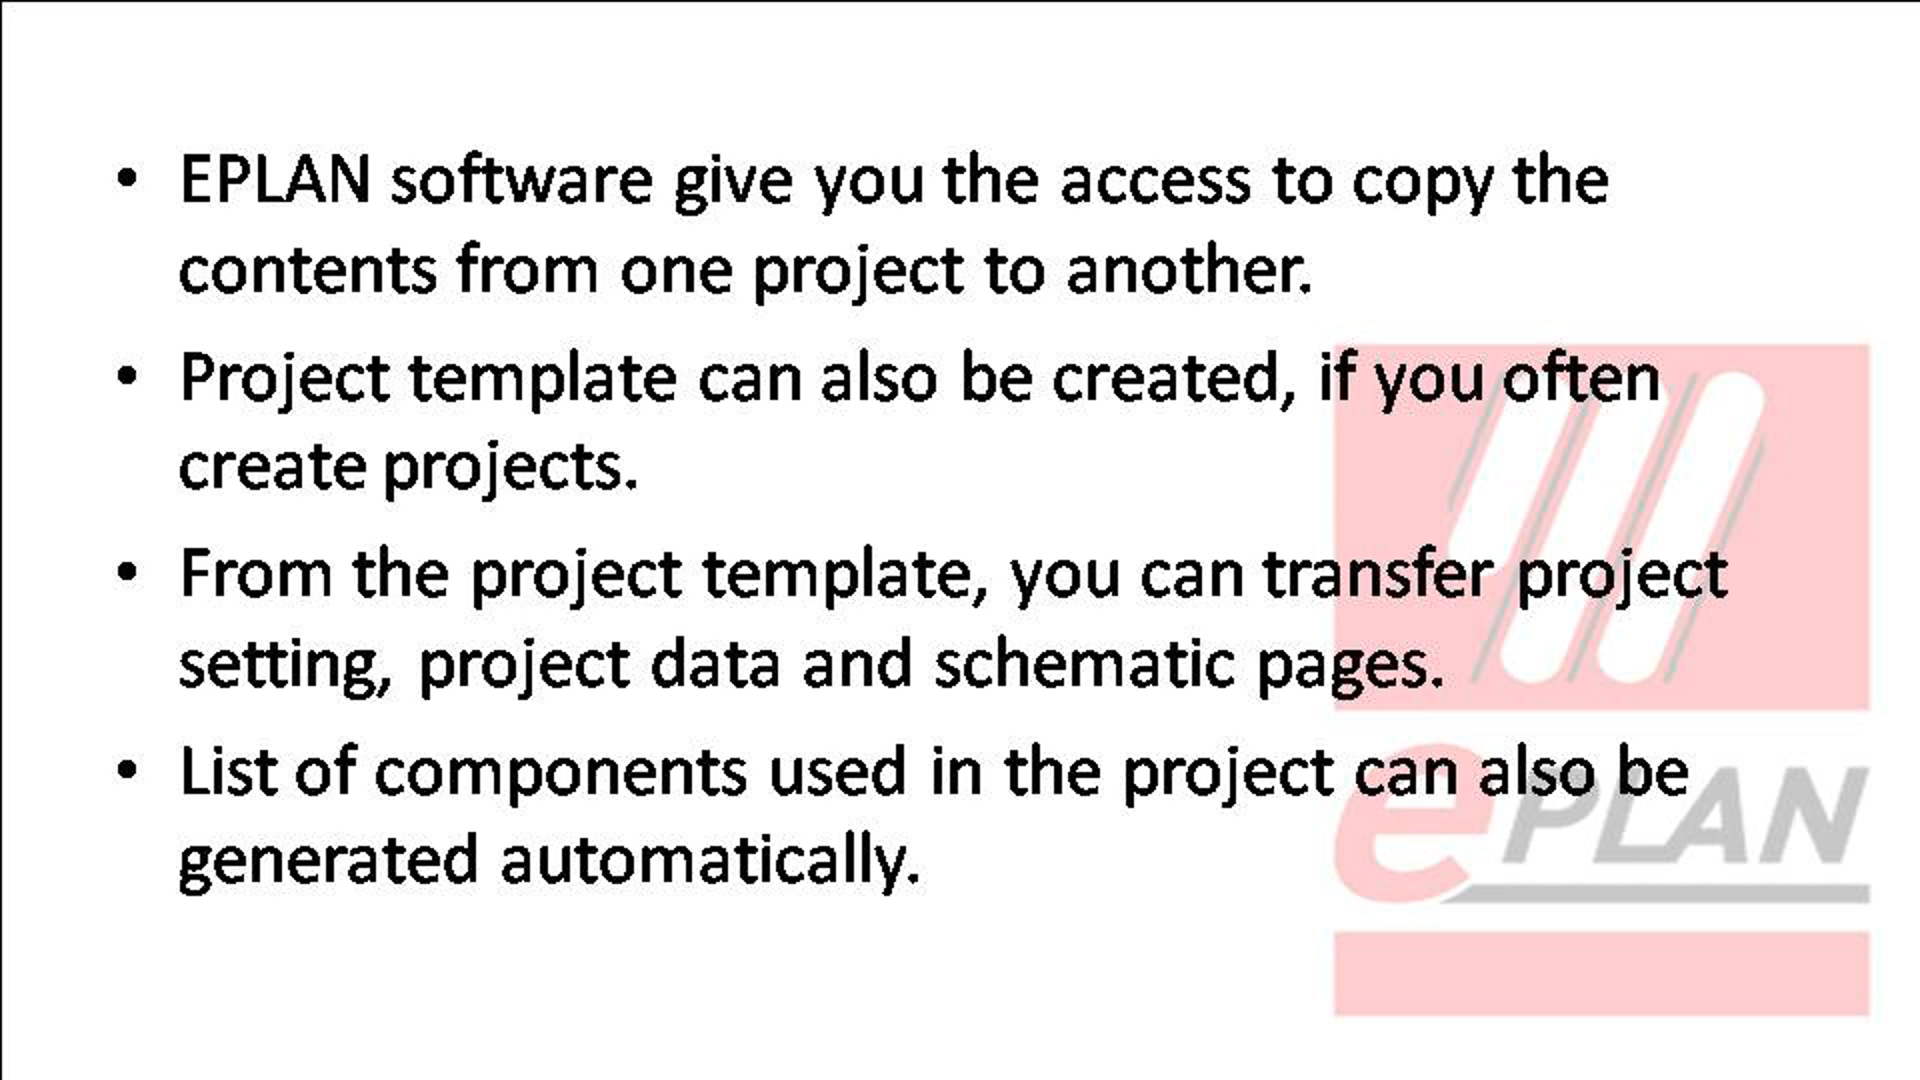 • EPLAN software give you the access to copy the
contents from one project to another.
• Project template can also be created, if you often
create projects.
• From the project template, you can transfer project
setting, project data and schematic pages.
• List of components used in the project can also be
generated automatically.
ePLAN